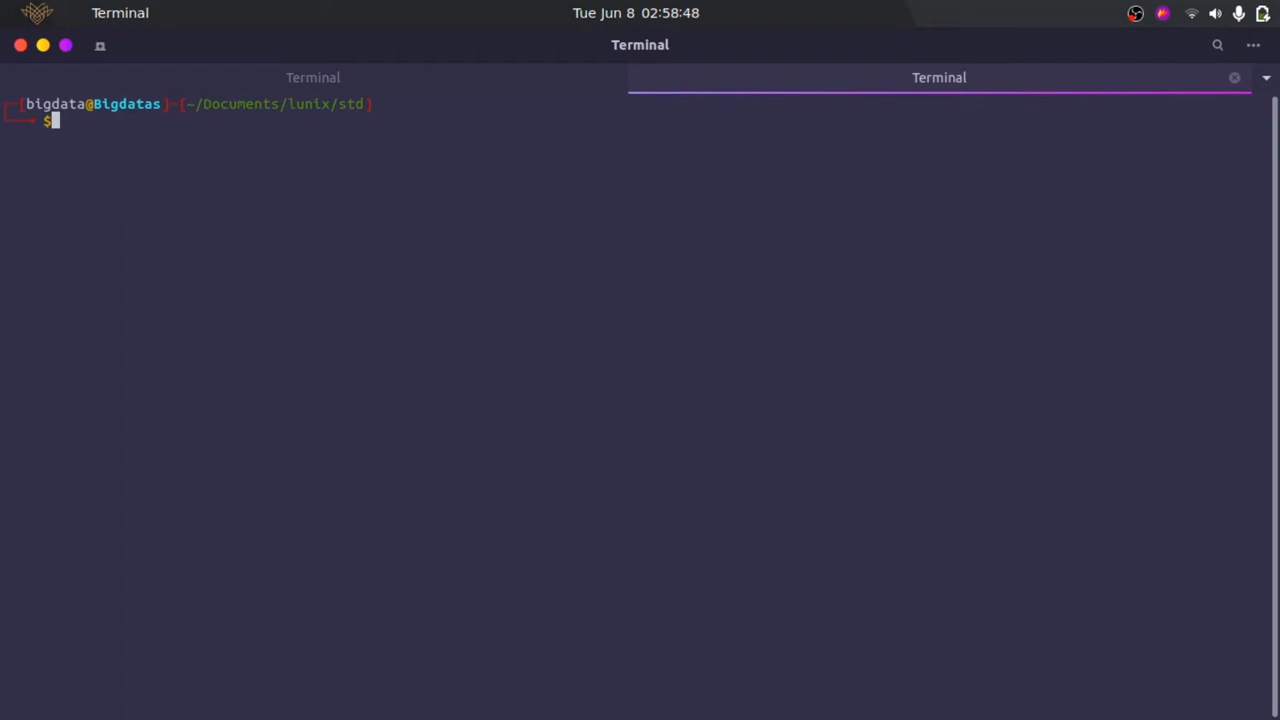 Terminal
Tue Jun 8 02:58:48
Terminal
Terminal
Terminal
[bigdata@Bigdatas]-[~/Documents/lunix/std]
$